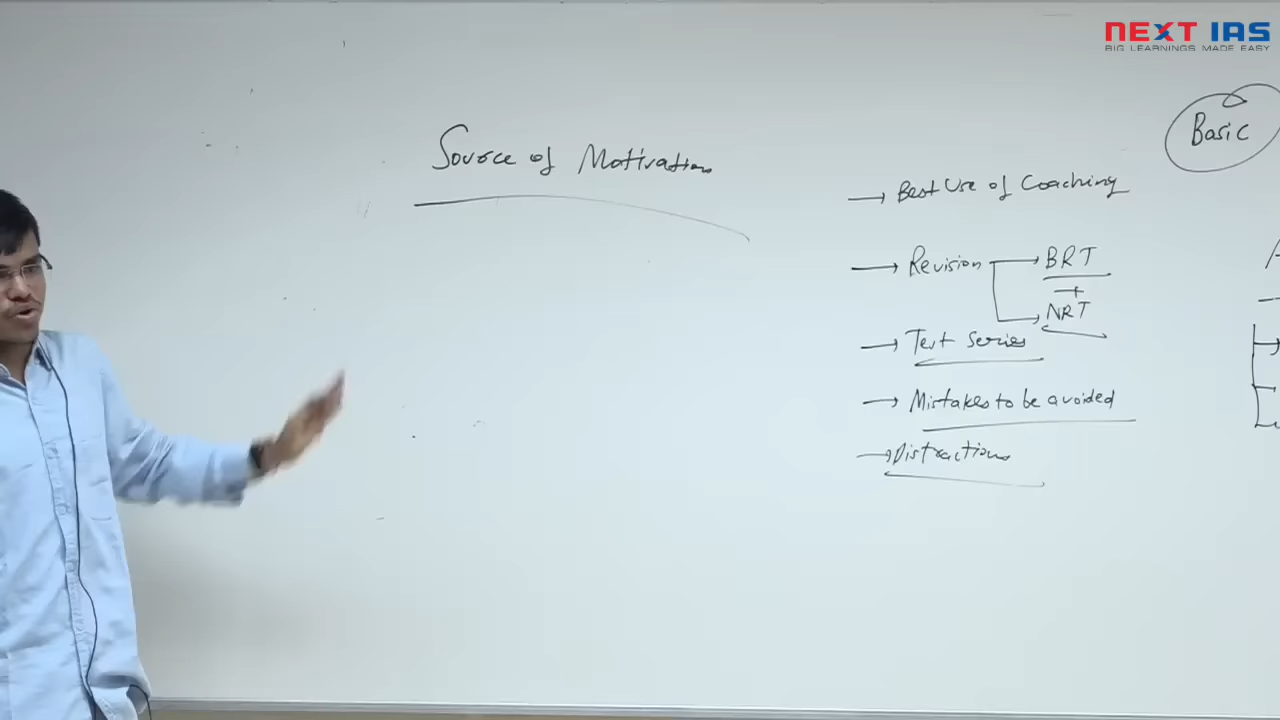 NEXT IAS
BIG LEARNINGS MADE EASY
Basic
Source of Motivation
→ Best Use of Coaching
→ Revision → BRT
+
→ NRT
→ Test Series
→ Mistakes to be avoided
→ Distractions